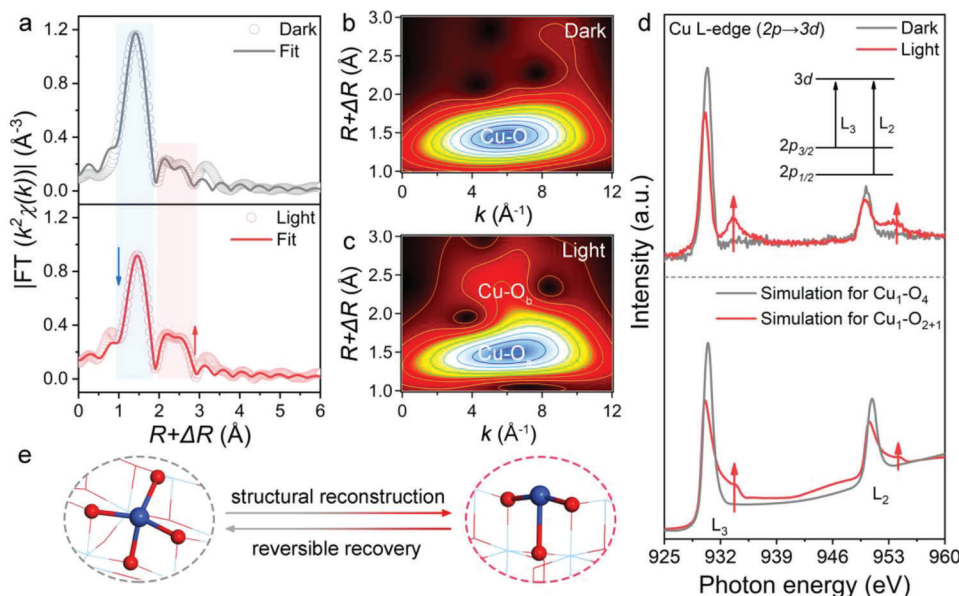 a
Dark
Fit
1.2
0.8
0.4
0.0
Light
Fit
1.2
0.8
0.4
0.0
0 1 2 3 4 5 6
R+ΔR (Å)
|FT (k²χ(k))| (Å⁻³)
b
Dark
3.0
2.5
2.0
1.5
1.0
Cu-O
0 4 8 12
k (Å⁻¹)
R+ΔR (Å)
c
Light
3.0
2.5
2.0
1.5
1.0
Cu-O_b
Cu-O
0 4 8 12
k (Å⁻¹)
R+ΔR (Å)
d
Cu L-edge (2p→3d)
Dark
Light
3d
L₃
L₂
2p₃/₂
2p₁/₂
Simulation for Cu₁-O₄
Simulation for Cu₁-O₂₊₁
L₃
L₂
925 932 939 946 953 960
Photon energy (eV)
Intensity (a.u.)
e
structural reconstruction
reversible recovery